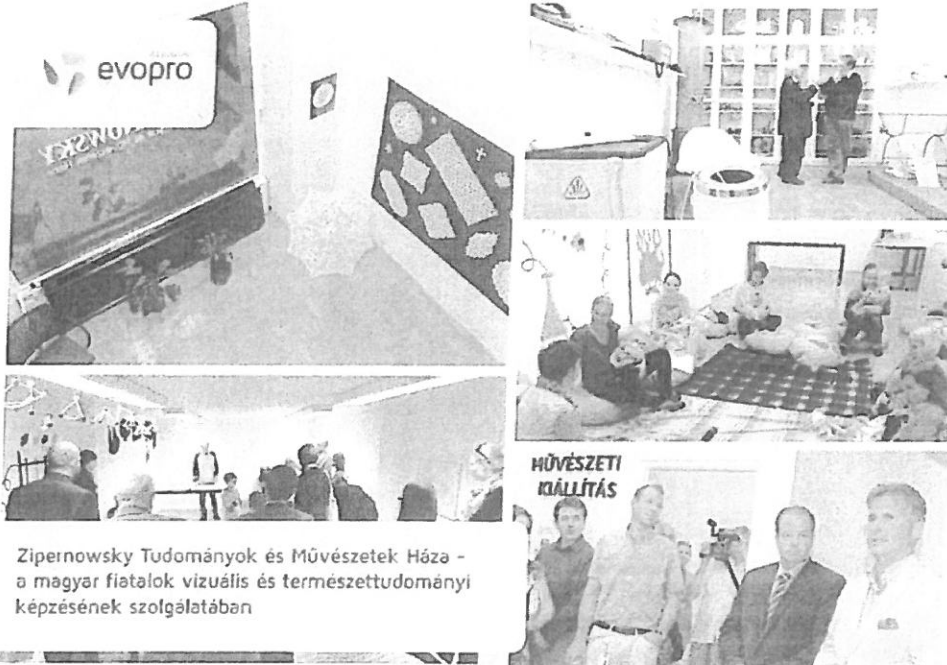 evopro
MŰVÉSZETI
KIÁLLÍTÁS
Zipernowsky Tudományok és Művészetek Háza –
a magyar fiatalok vizuális és természettudományi
képzésének szolgálatában